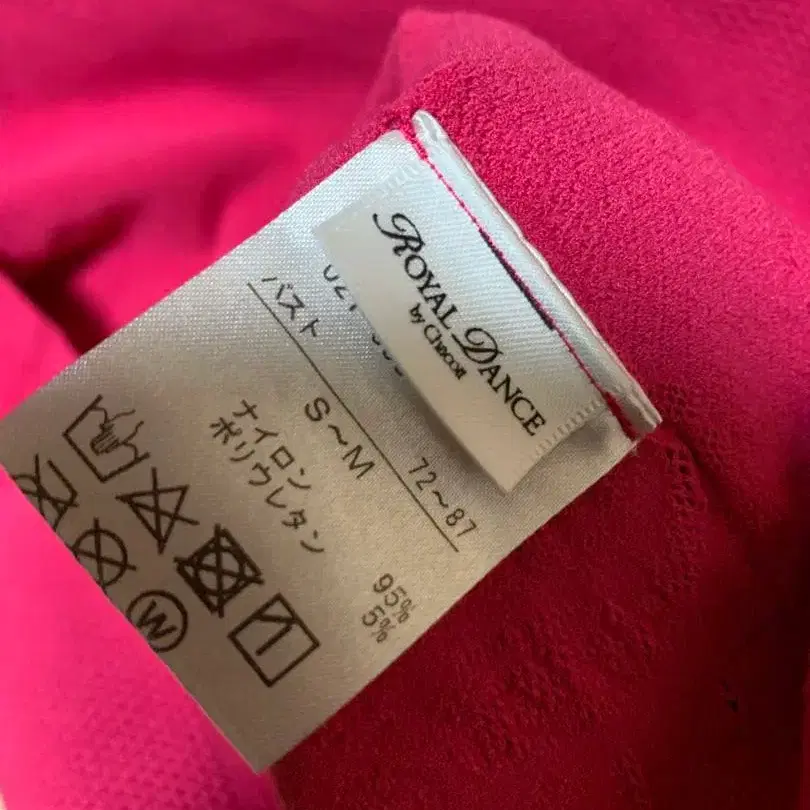 ROYAL DANCE
by Chacott
バスト 72～87
S～M
ナイロン 95%
ポリウレタン 5%
W